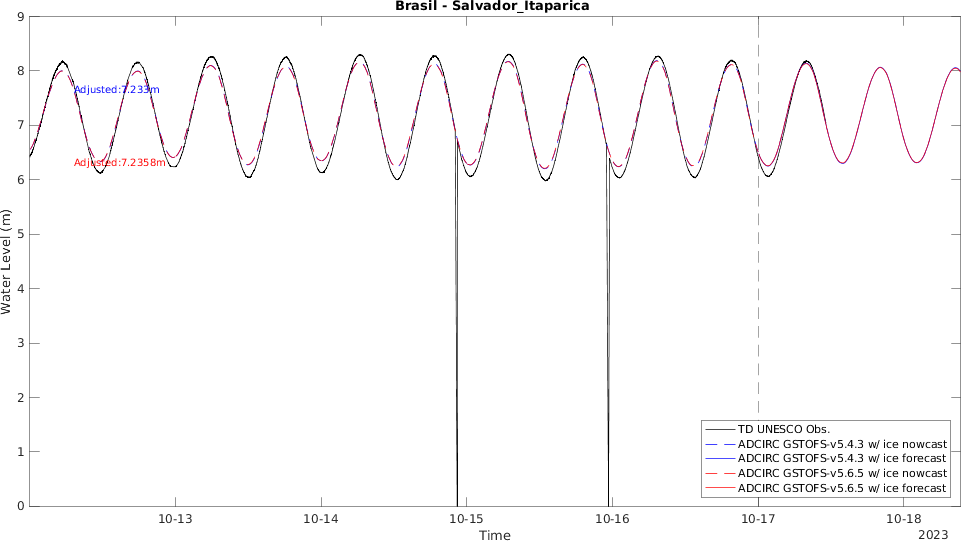 Brasil - Salvador_Itaparica
9
8
7
6
5
4
3
2
1
0
Water Level (m)
Adjusted:7.233m
Adjusted:7.2358m
TD UNESCO Obs.
ADCIRC GSTOFS-v5.4.3 w/ ice nowcast
ADCIRC GSTOFS-v5.4.3 w/ ice forecast
ADCIRC GSTOFS-v5.6.5 w/ ice nowcast
ADCIRC GSTOFS-v5.6.5 w/ ice forecast
10-13 10-14 10-15 10-16 10-17 10-18
Time
2023